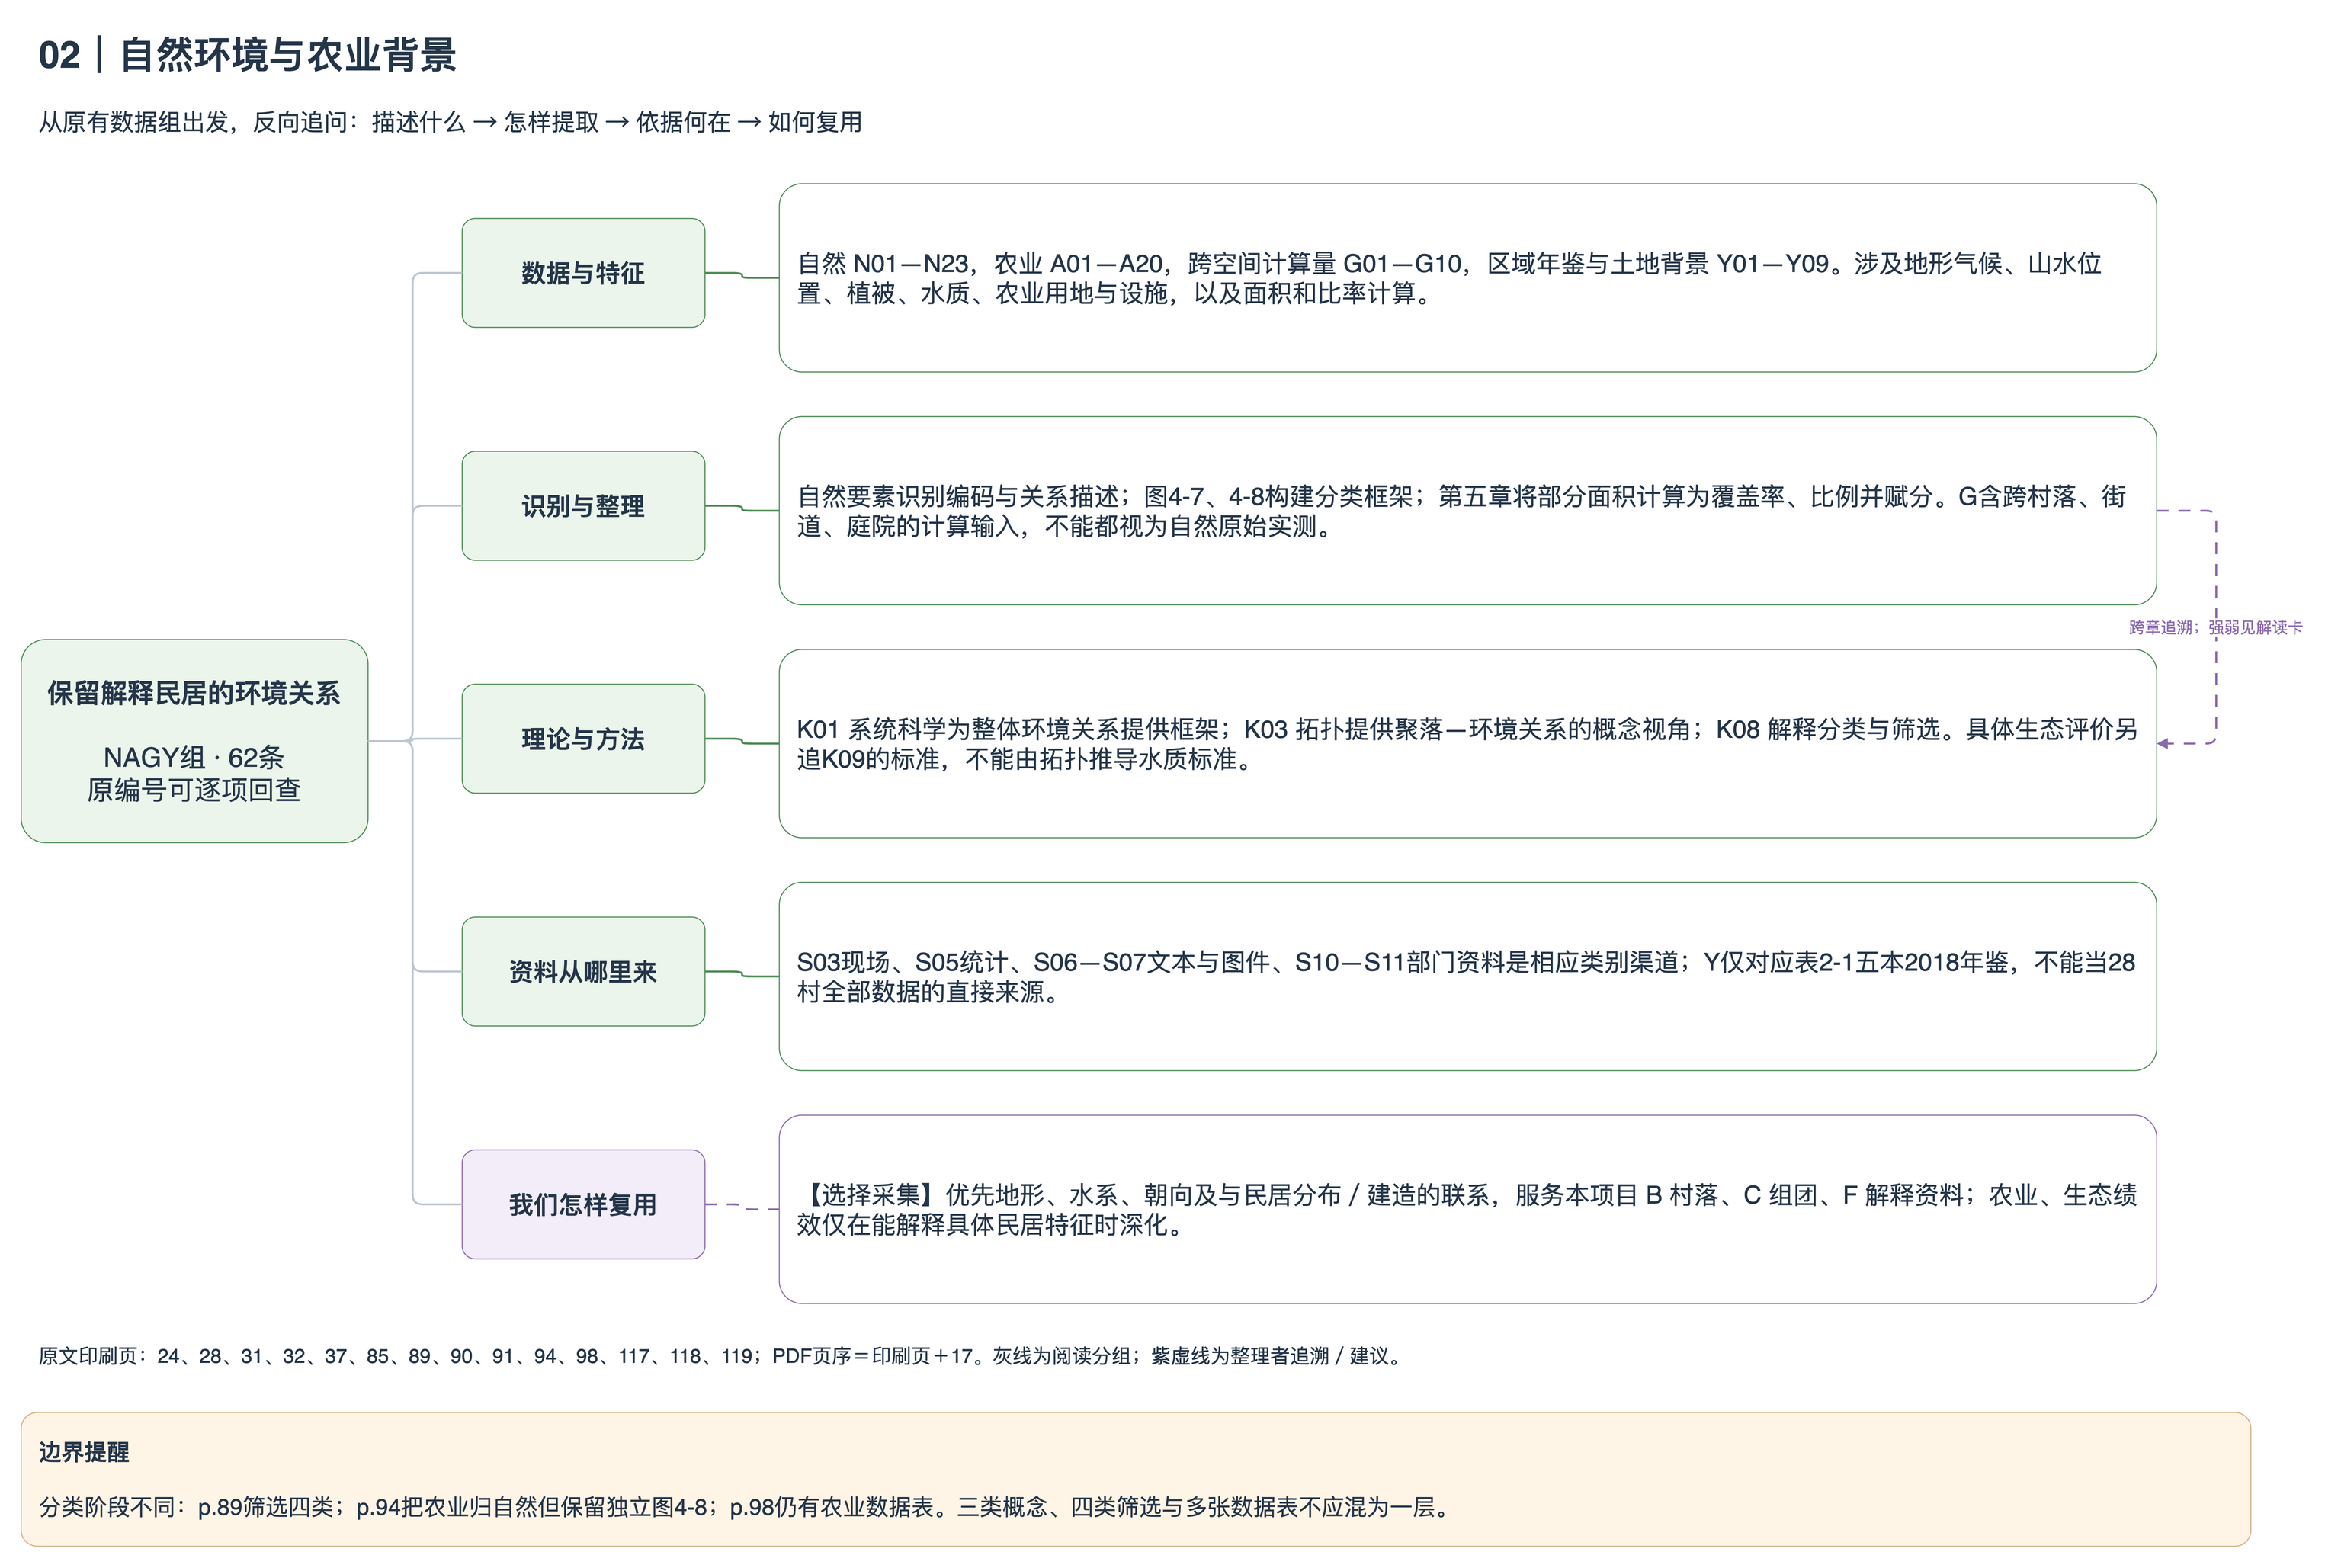 02｜自然环境与农业背景
从原有数据组出发，反向追问：描述什么 → 怎样提取 → 依据何在 → 如何复用
数据与特征
自然 N01—N23，农业 A01—A20，跨空间计算量 G01—G10，区域年鉴与土地背景 Y01—Y09。涉及地形气候、山水位
置、植被、水质、农业用地与设施，以及面积和比率计算。
识别与整理
自然要素识别编码与关系描述；图4-7、4-8构建分类框架；第五章将部分面积计算为覆盖率、比例并赋分。G含跨村落、街
道、庭院的计算输入，不能都视为自然原始实测。
跨章追溯；强弱见解读卡
保留解释民居的环境关系
NAGY组 · 62条
原编号可逐项回查
理论与方法
K01 系统科学为整体环境关系提供框架；K03 拓扑提供聚落—环境关系的概念视角；K08 解释分类与筛选。具体生态评价另
追K09的标准，不能由拓扑推导水质标准。
资料从哪里来
S03现场、S05统计、S06—S07文本与图件、S10—S11部门资料是相应类别渠道；Y仅对应表2-1五本2018年鉴，不能当28
村全部数据的直接来源。
我们怎样复用
【选择采集】优先地形、水系、朝向及与民居分布 / 建造的联系，服务本项目 B 村落、C 组团、F 解释资料；农业、生态绩
效仅在能解释具体民居特征时深化。
原文印刷页：24、28、31、32、37、85、89、90、91、94、98、117、118、119；PDF页序＝印刷页＋17。灰线为阅读分组；紫虚线为整理者追溯 / 建议。
边界提醒
分类阶段不同：p.89筛选四类；p.94把农业归自然但保留独立图4-8；p.98仍有农业数据表。三类概念、四类筛选与多张数据表不应混为一层。